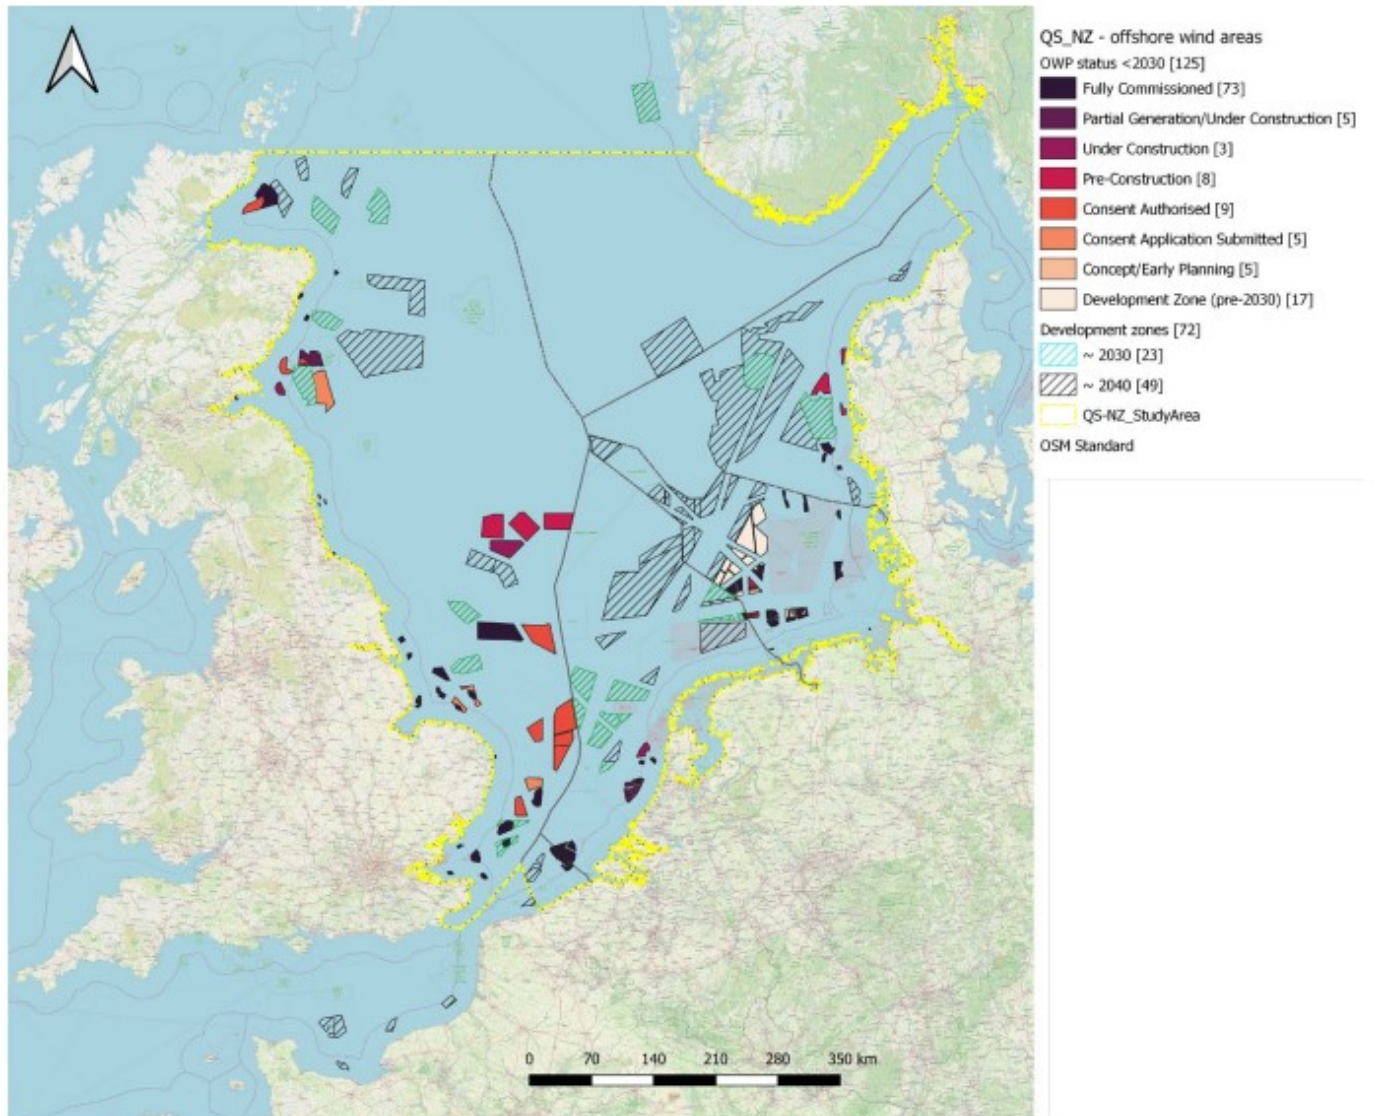 QS_NZ - offshore wind areas
OWP status <2030 [125]
Fully Commissioned [73]
Partial Generation/Under Construction [5]
Under Construction [3]
Pre-Construction [8]
Consent Authorised [9]
Consent Application Submitted [5]
Concept/Early Planning [5]
Development Zone (pre-2030) [17]
Development zones [72]
~ 2030 [23]
~ 2040 [49]
QS-NZ_StudyArea
OSM Standard
0 70 140 210 280 350 km